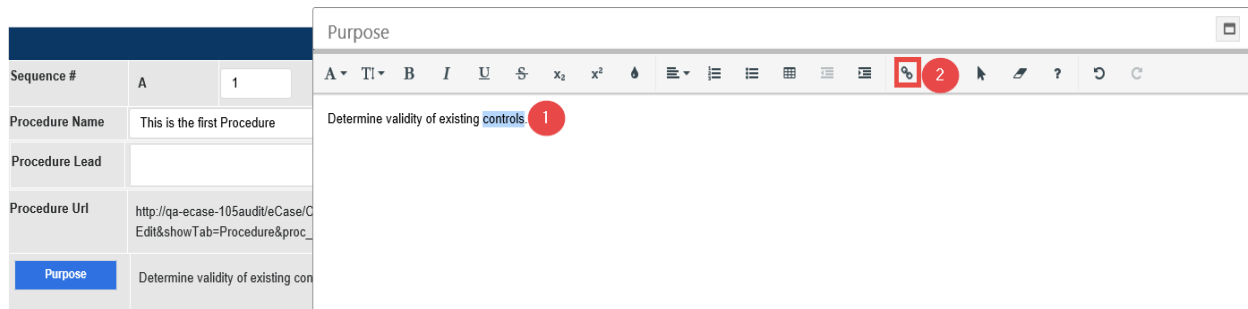 Purpose
Sequence # A 1
A TI B I U S x₂ x² ?
2
Procedure Name This is the first Procedure
Determine validity of existing controls. 1
Procedure Lead
Procedure Url http://qa-ecase-105audit/eCase/C
Edit&showTab=Procedure&proc_
Purpose Determine validity of existing con